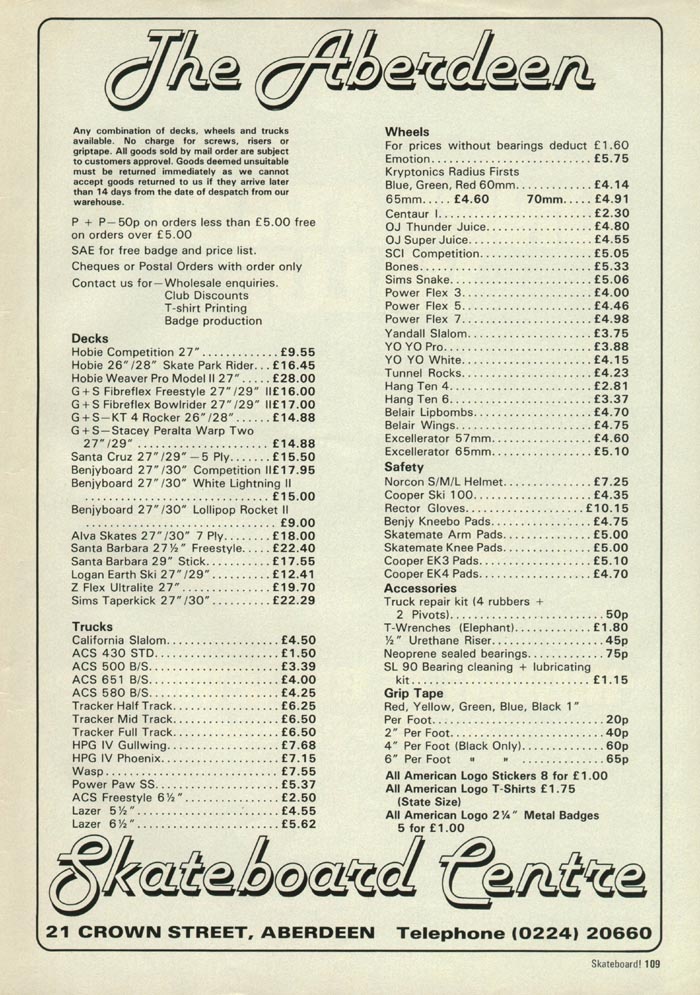 The Aberdeen
Any combination of decks, wheels and trucks
available. No charge for screws, risers or
griptape. All goods sold by mail order are subject
to customers approvel. Goods deemed unsuitable
must be returned immediately as we cannot
accept goods returned to us if they arrive later
than 14 days from the date of despatch from our
warehouse.
P + P—50p on orders less than £5.00 free
on orders over £5.00
SAE for free badge and price list.
Cheques or Postal Orders with order only
Contact us for—Wholesale enquiries.
Club Discounts
T-shirt Printing
Badge production
Decks
Hobie Competition 27″............£9.55
Hobie 26″/28″ Skate Park Rider...£16.45
Hobie Weaver Pro Model II 27″.....£28.00
G+S Fibreflex Freestyle 27″/29″ II£16.00
G+S Fibreflex Bowlrider 27″/29″ II£17.00
G+S—KT 4 Rocker 26″/28″......£14.88
G+S—Stacey Peralta Warp Two
27″/29″....................£14.88
Santa Cruz 27″/29″—5 Ply.......£15.50
Benjyboard 27″/30″ Competition II£17.95
Benjyboard 27″/30″ White Lightning II
............................£15.00
Benjyboard 27″/30″ Lollipop Rocket II
............................£9.00
Alva Skates 27″/30″ 7 Ply.......£18.00
Santa Barbara 27½″ Freestyle.....£22.40
Santa Barbara 29″ Stick..........£17.55
Logan Earth Ski 27″/29″.........£12.41
Z Flex Ultralite 27″..............£19.70
Sims Taperkick 27″/30″.........£22.29
Trucks
California Slalom.................£4.50
ACS 430 STD...................£1.50
ACS 500 B/S....................£3.39
ACS 651 B/S....................£4.00
ACS 580 B/S....................£4.25
Tracker Half Track................£6.25
Tracker Mid Track................£6.50
Tracker Full Track................£6.50
HPG IV Gullwing.................£7.68
HPG IV Phoenix..................£7.15
Wasp..........................£7.55
Power Paw SS...................£5.37
ACS Freestyle 6½″..............£2.50
Lazer 5½″.....................£4.55
Lazer 6½″.....................£5.62
Wheels
For prices without bearings deduct £1.60
Emotion........................£5.75
Kryptonics Radius Firsts
Blue, Green, Red 60mm...........£4.14
65mm.....£4.60 70mm.....£4.91
Centaur I.......................£2.30
OJ Thunder Juice................£4.80
OJ Super Juice..................£4.55
SCI Competition.................£5.05
Bones..........................£5.33
Sims Snake.....................£5.06
Power Flex 3....................£4.00
Power Flex 5....................£4.46
Power Flex 7....................£4.98
Yandall Slalom...................£3.75
YO YO Pro......................£3.88
YO YO White....................£4.15
Tunnel Rocks....................£4.23
Hang Ten 4.....................£2.81
Hang Ten 6.....................£3.37
Belair Lipbombs..................£4.70
Belair Wings.....................£4.75
Excellerator 57mm...............£4.60
Excellerator 65mm...............£5.10
Safety
Norcon S/M/L Helmet.............£7.25
Cooper Ski 100..................£4.35
Rector Gloves..................£10.15
Benjy Kneebo Pads...............£4.75
Skatemate Arm Pads.............£5.00
Skatemate Knee Pads............£5.00
Cooper EK3 Pads................£5.10
Cooper EK4 Pads................£4.70
Accessories
Truck repair kit (4 rubbers +
2 Pivots).......................50p
T-Wrenches (Elephant)............£1.80
½″ Urethane Riser................45p
Neoprene sealed bearings..........75p
SL 90 Bearing cleaning + lubricating
kit...........................£1.15
Grip Tape
Red, Yellow, Green, Blue, Black 1″
Per Foot.........................20p
2″ Per Foot......................40p
4″ Per Foot (Black Only)...........60p
6″ Per Foot ″ ″ ..............65p
All American Logo Stickers 8 for £1.00
All American Logo T-Shirts £1.75
(State Size)
All American Logo 2¼″ Metal Badges
5 for £1.00
Skateboard Centre
21 CROWN STREET, ABERDEEN Telephone (0224) 20660
Skateboard! 109